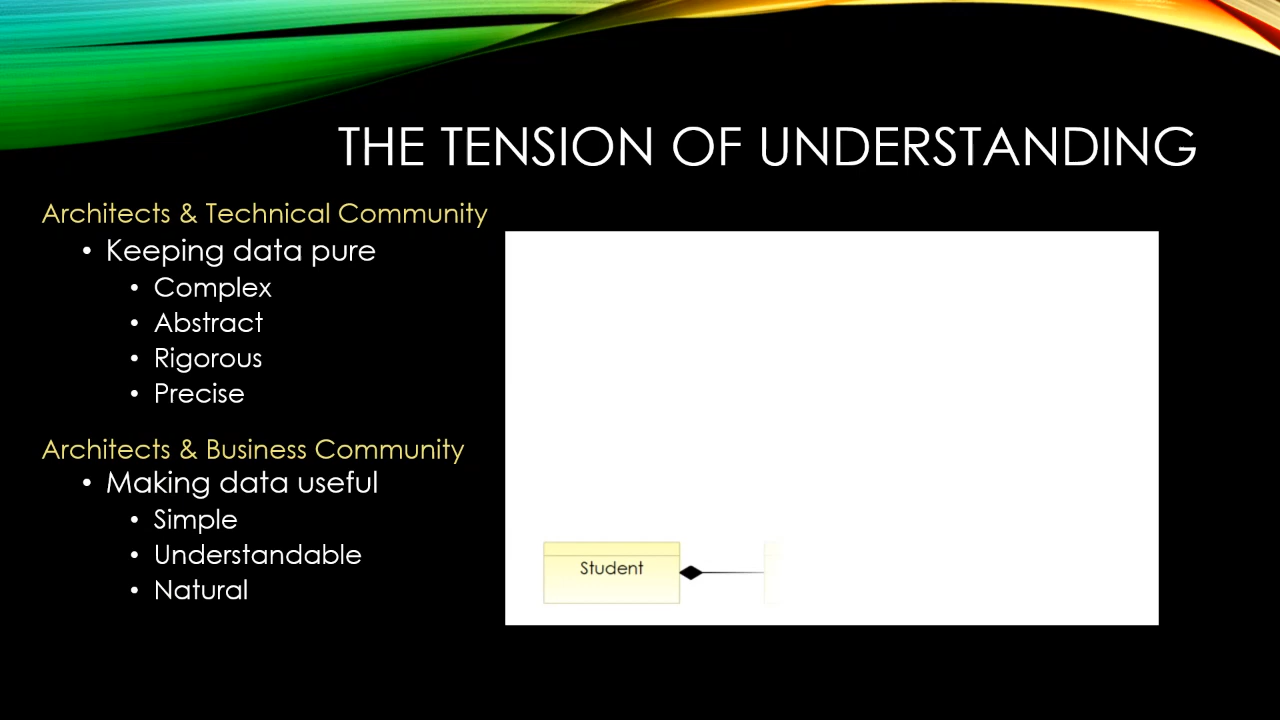 THE TENSION OF UNDERSTANDING
Architects & Technical Community
• Keeping data pure
• Complex
• Abstract
• Rigorous
• Precise
Architects & Business Community
• Making data useful
• Simple
• Understandable
• Natural
Student